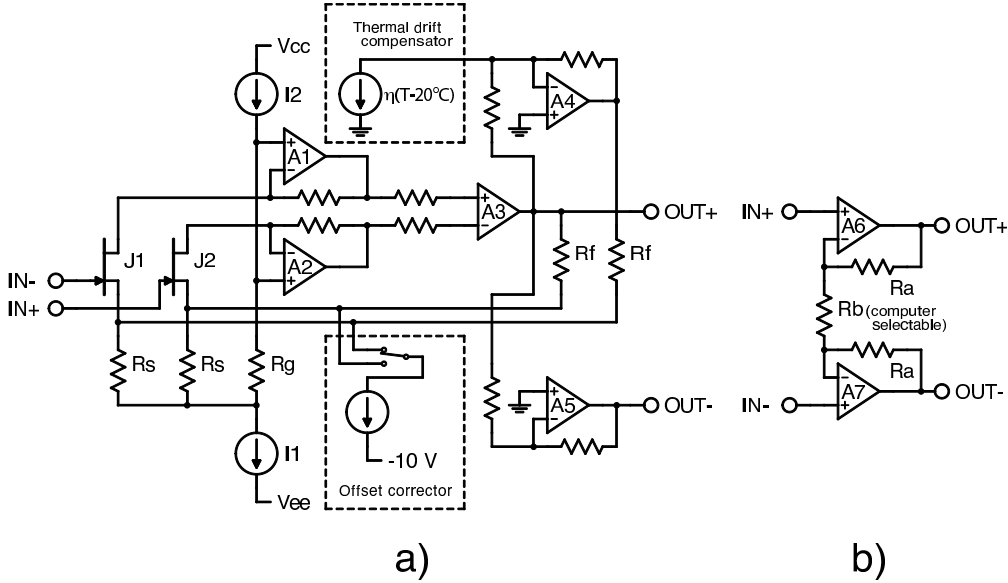 Thermal drift
compensator
η(T-20°C)
Vcc
I2
A4
A1
A3
OUT+
IN+
A6
OUT+
J1
J2
A2
Rf
Rf
Ra
IN-
IN+
Rb (computer
selectable)
Rs
Rs
Rg
Ra
A5
OUT-
A7
OUT-
IN-
I1
-10 V
Vee
Offset corrector
a)
b)